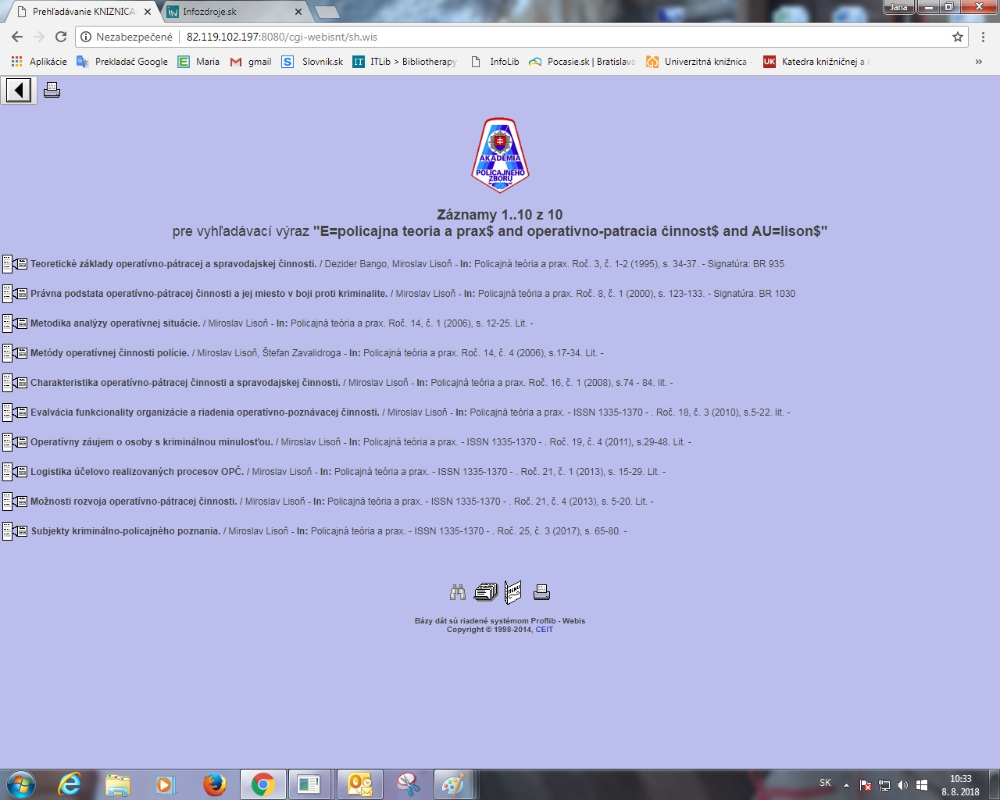 Prehľadávanie KNIZNICA
Infozdroje.sk
Jana
Nezabezpečené
82.119.102.197:8080/cgi-webisnt/sh.wis
Aplikácie
Prekladač Google
Maria
gmail
Slovnik.sk
ITLib > Bibliotherapy
InfoLib
Pocasie.sk | Bratislava
Univerzitná knižnica -
Katedra knižničnej a i
AKADÉMIA
POLICAJNÉHO
ZBORU
Záznamy 1..10 z 10
pre vyhľadávací výraz "E=policajna teoria a prax$ and operativno-patracia činnost$ and AU=lison$"
Teoretické základy operatívno-pátracej a spravodajskej činnosti. / Dezider Bango, Miroslav Lisoň - In: Policajná teória a prax. Roč. 3, č. 1-2 (1995), s. 34-37. - Signatúra: BR 935
Právna podstata operatívno-pátracej činnosti a jej miesto v boji proti kriminalite. / Miroslav Lisoň - In: Policajná teória a prax. Roč. 8, č. 1 (2000), s. 123-133. - Signatúra: BR 1030
Metodika analýzy operatívnej situácie. / Miroslav Lisoň - In: Policajná teória a prax. Roč. 14, č. 1 (2006), s. 12-25. Lit. -
Metódy operatívnej činnosti polície. / Miroslav Lisoň, Štefan Zavalidroga - In: Policajná teória a prax. Roč. 14, č. 4 (2006), s.17-34. Lit. -
Charakteristika operatívno-pátracej činnosti a spravodajskej činnosti. / Miroslav Lisoň - In: Policajná teória a prax. Roč. 16, č. 1 (2008), s.74 - 84. lit. -
Evalvácia funkcionality organizácie a riadenia operatívno-poznávacej činnosti. / Miroslav Lisoň - In: Policajná teória a prax. - ISSN 1335-1370 - . Roč. 18, č. 3 (2010), s.5-22. lit. -
Operatívny záujem o osoby s kriminálnou minulosťou. / Miroslav Lisoň - In: Policajná teória a prax. - ISSN 1335-1370 - . Roč. 19, č. 4 (2011), s.29-48. Lit. -
Logistika účelovo realizovaných procesov OPČ. / Miroslav Lisoň - In: Policajná teória a prax. - ISSN 1335-1370 - . Roč. 21, č. 1 (2013), s. 15-29. Lit. -
Možnosti rozvoja operatívno-pátracej činnosti. / Miroslav Lisoň - In: Policajná teória a prax. - ISSN 1335-1370 - . Roč. 21, č. 4 (2013), s. 5-20. Lit. -
Subjekty kriminálno-policajného poznania. / Miroslav Lisoň - In: Policajná teória a prax. - ISSN 1335-1370 - . Roč. 25, č. 3 (2017), s. 65-80. -
MENU
Bázy dát sú riadené systémom Proflib - Webis
Copyright © 1998-2014, CEIT
SK
10:33
8. 8. 2018